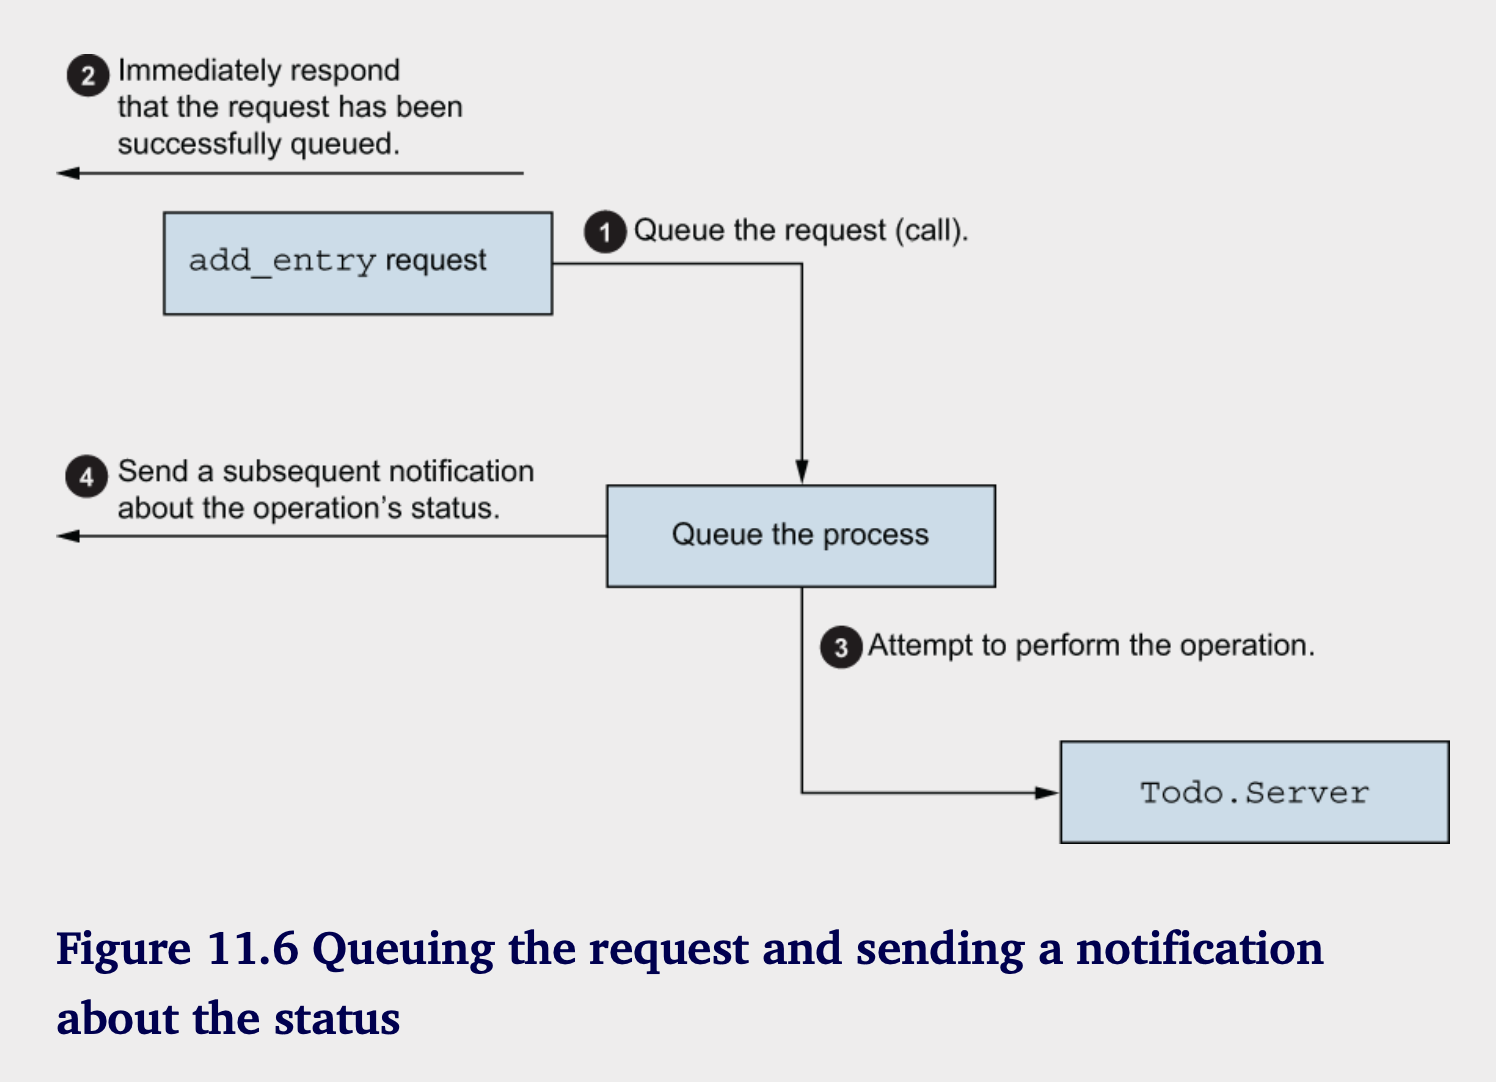 2 Immediately respond
that the request has been
successfully queued.
add_entry request
1 Queue the request (call).
4 Send a subsequent notification
about the operation’s status.
Queue the process
3 Attempt to perform the operation.
Todo.Server
Figure 11.6 Queuing the request and sending a notification
about the status